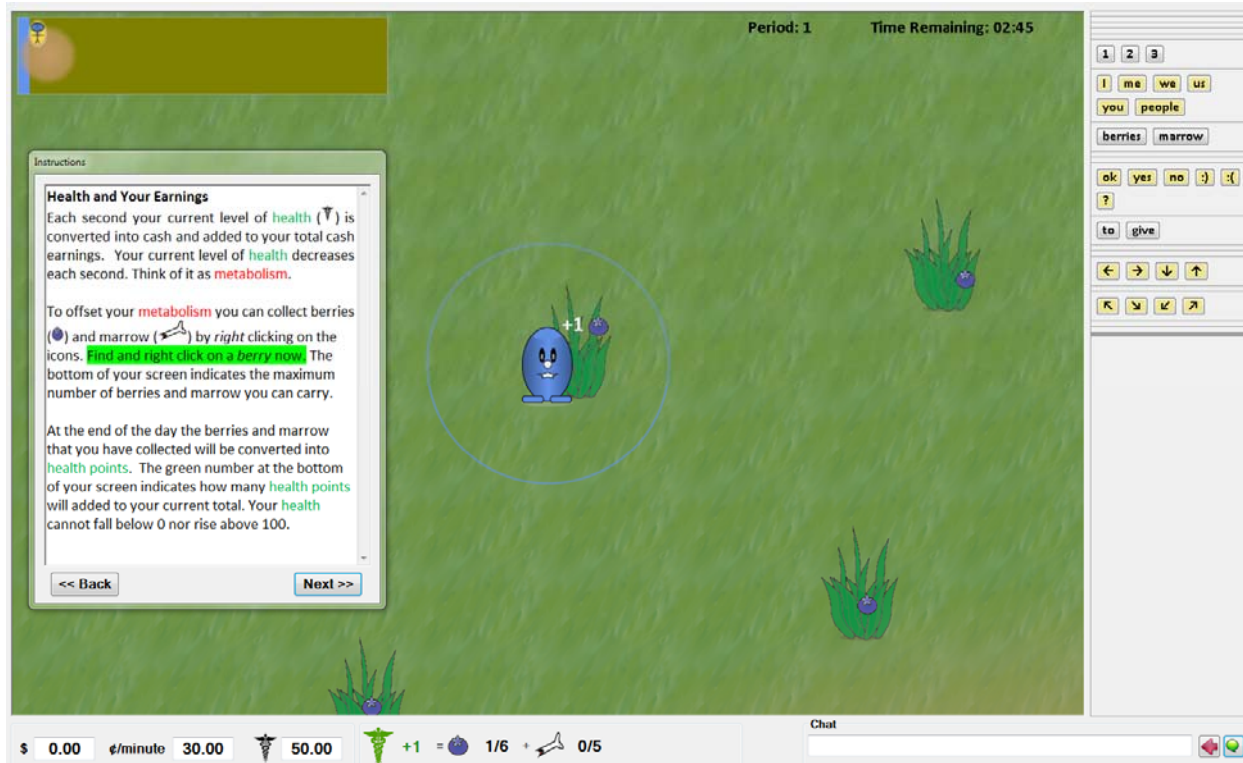 Period: 1 Time Remaining: 02:45
Instructions
Health and Your Earnings
Each second your current level of health ( ) is
converted into cash and added to your total cash
earnings. Your current level of health decreases
each second. Think of it as metabolism.
To offset your metabolism you can collect berries
( ) and marrow ( ) by right clicking on the
icons. Find and right click on a berry now. The
bottom of your screen indicates the maximum
number of berries and marrow you can carry.
At the end of the day the berries and marrow
that you have collected will be converted into
health points. The green number at the bottom
of your screen indicates how many health points
will added to your current total. Your health
cannot fall below 0 nor rise above 100.
<< Back Next >>
+1
1 2 3
I me we us
you people
berries marrow
ok yes no :) :(
?
to give
← → ↓ ↑
↖ ↘ ↙ ↗
$ 0.00 ¢/minute 30.00 50.00 +1 = 1/6 + 0/5
Chat